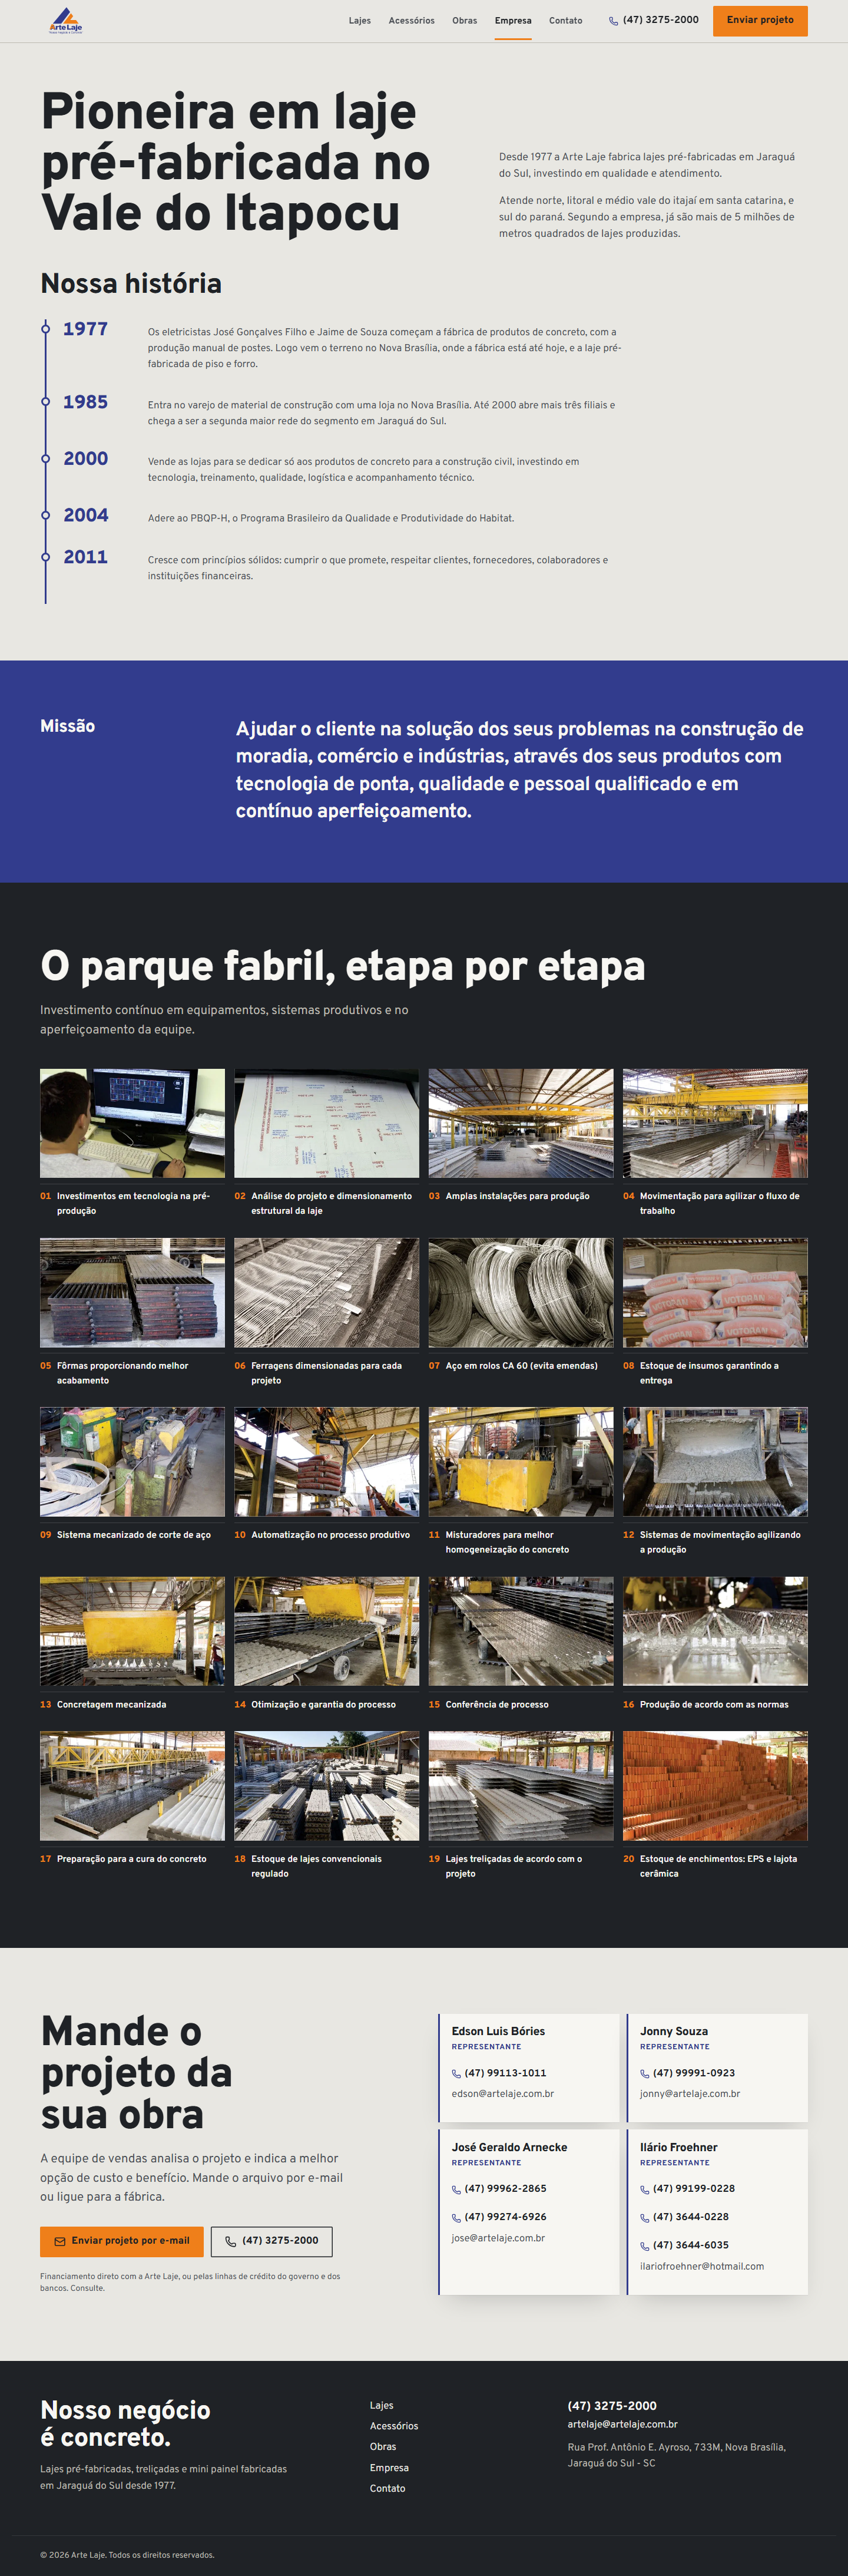 Arte Laje
Lajes
Acessórios
Obras
Empresa
Contato
(47) 3275-2000
Enviar projeto
Pioneira em laje
pré-fabricada no
Vale do Itapocu
Desde 1977 a Arte Laje fabrica lajes pré-fabricadas em Jaraguá
do Sul, investindo em qualidade e atendimento.
Atende norte, litoral e médio vale do itajaí em santa catarina, e
sul do paraná. Segundo a empresa, já são mais de 5 milhões de
metros quadrados de lajes produzidas.
Nossa história
1977
Os eletricistas José Gonçalves Filho e Jaime de Souza começam a fábrica de produtos de concreto, com a
produção manual de postes. Logo vem o terreno no Nova Brasília, onde a fábrica está até hoje, e a laje pré-
fabricada de piso e forro.
1985
Entra no varejo de material de construção com uma loja no Nova Brasília. Até 2000 abre mais três filiais e
chega a ser a segunda maior rede do segmento em Jaraguá do Sul.
2000
Vende as lojas para se dedicar só aos produtos de concreto para a construção civil, investindo em
tecnologia, treinamento, qualidade, logística e acompanhamento técnico.
2004
Adere ao PBQP-H, o Programa Brasileiro da Qualidade e Produtividade do Habitat.
2011
Cresce com princípios sólidos: cumprir o que promete, respeitar clientes, fornecedores, colaboradores e
instituições financeiras.
Missão
Ajudar o cliente na solução dos seus problemas na construção de
moradia, comércio e indústrias, através dos seus produtos com
tecnologia de ponta, qualidade e pessoal qualificado e em
contínuo aperfeiçoamento.
O parque fabril, etapa por etapa
Investimento contínuo em equipamentos, sistemas produtivos e no
aperfeiçoamento da equipe.
01 Investimentos em tecnologia na pré-
produção
02 Análise do projeto e dimensionamento
estrutural da laje
03 Amplas instalações para produção
04 Movimentação para agilizar o fluxo de
trabalho
VOTORAN
VOTORAN
05 Fôrmas proporcionando melhor
acabamento
06 Ferragens dimensionadas para cada
projeto
07 Aço em rolos CA 60 (evita emendas)
08 Estoque de insumos garantindo a
entrega
09 Sistema mecanizado de corte de aço
10 Automatização no processo produtivo
11 Misturadores para melhor
homogeneização do concreto
12 Sistemas de movimentação agilizando
a produção
13 Concretagem mecanizada
14 Otimização e garantia do processo
15 Conferência de processo
16 Produção de acordo com as normas
17 Preparação para a cura do concreto
18 Estoque de lajes convencionais
regulado
19 Lajes treliçadas de acordo com o
projeto
20 Estoque de enchimentos: EPS e lajota
cerâmica
Mande o
projeto da
sua obra
A equipe de vendas analisa o projeto e indica a melhor
opção de custo e benefício. Mande o arquivo por e-mail
ou ligue para a fábrica.
Enviar projeto por e-mail
(47) 3275-2000
Financiamento direto com a Arte Laje, ou pelas linhas de crédito do governo e dos
bancos. Consulte.
Edson Luis Bóries
REPRESENTANTE
(47) 99113-1011
edson@artelaje.com.br
Jonny Souza
REPRESENTANTE
(47) 99991-0923
jonny@artelaje.com.br
José Geraldo Arnecke
REPRESENTANTE
(47) 99962-2865
(47) 99274-6926
jose@artelaje.com.br
Ilário Froehner
REPRESENTANTE
(47) 99199-0228
(47) 3644-0228
(47) 3644-6035
ilariofroehner@hotmail.com
Nosso negócio
é concreto.
Lajes pré-fabricadas, treliçadas e mini painel fabricadas
em Jaraguá do Sul desde 1977.
Lajes
Acessórios
Obras
Empresa
Contato
(47) 3275-2000
artelaje@artelaje.com.br
Rua Prof. Antônio E. Ayroso, 733M, Nova Brasília,
Jaraguá do Sul - SC
© 2026 Arte Laje. Todos os direitos reservados.